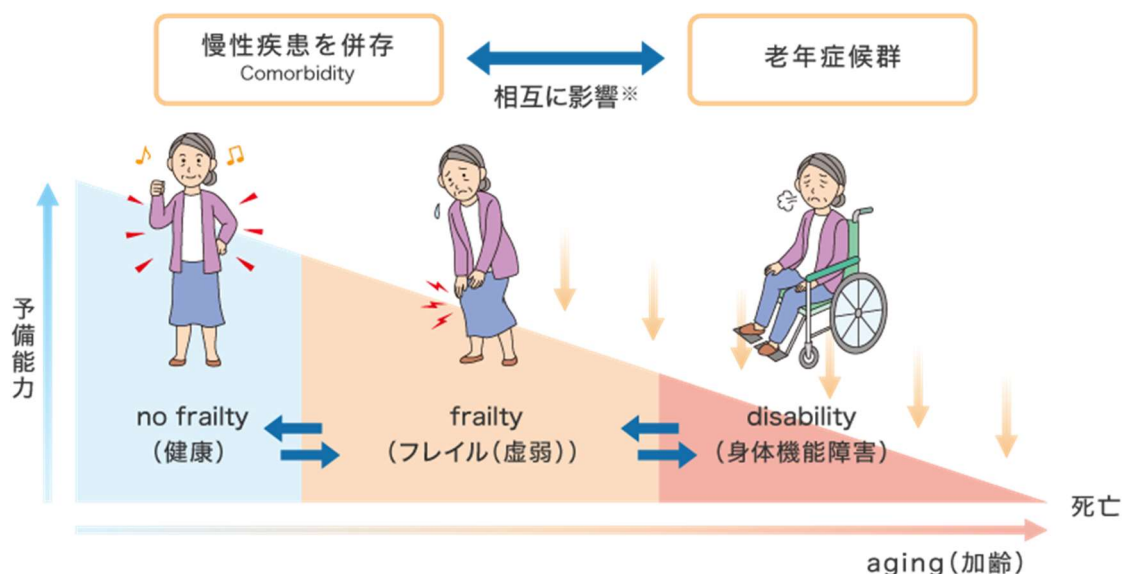 慢性疾患を併存
Comorbidity
相互に影響※
老年症候群
予備能力
no frailty
(健康)
frailty
(フレイル(虚弱))
disability
(身体機能障害)
死亡
aging(加齢)